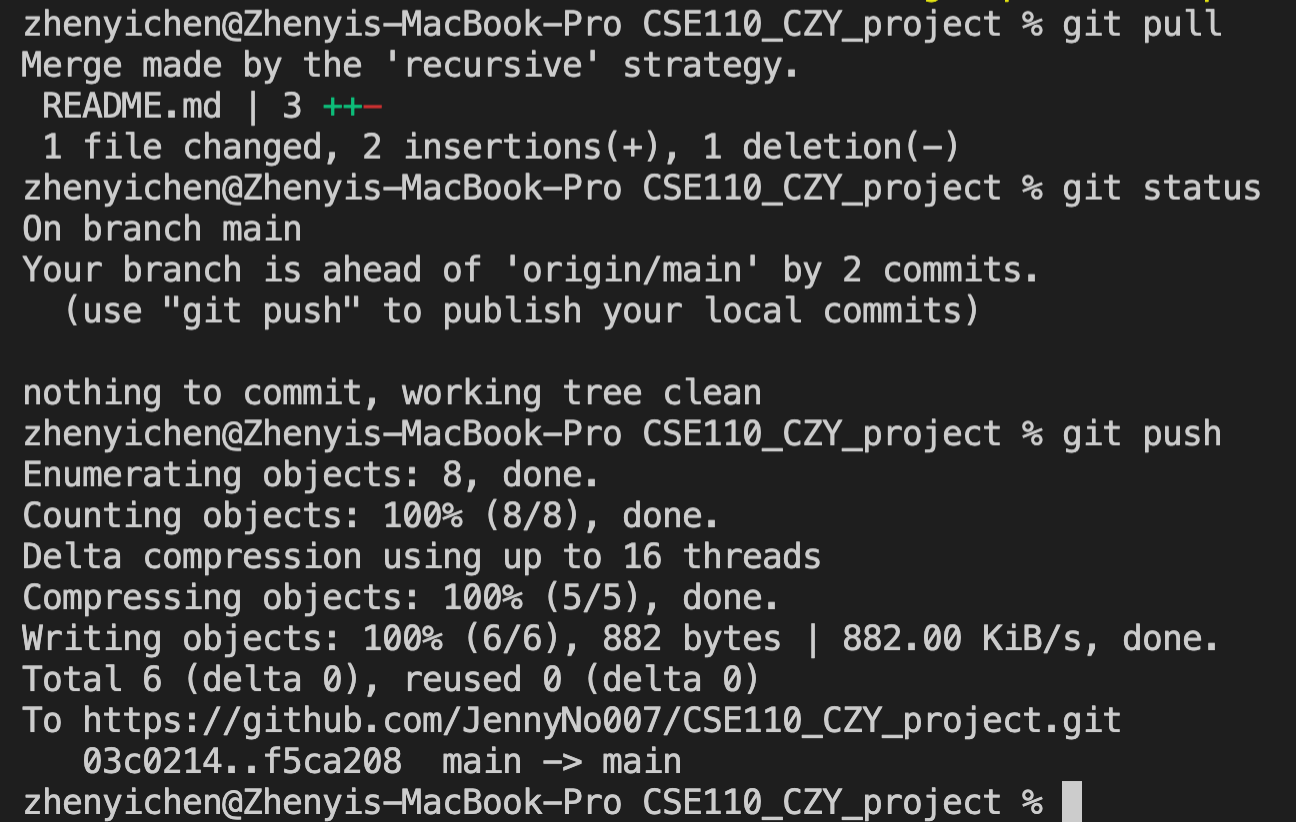 zhenyichen@Zhenyis-MacBook-Pro CSE110_CZY_project % git pull
Merge made by the 'recursive' strategy.
 README.md | 3 ++-
 1 file changed, 2 insertions(+), 1 deletion(-)
zhenyichen@Zhenyis-MacBook-Pro CSE110_CZY_project % git status
On branch main
Your branch is ahead of 'origin/main' by 2 commits.
  (use "git push" to publish your local commits)

nothing to commit, working tree clean
zhenyichen@Zhenyis-MacBook-Pro CSE110_CZY_project % git push
Enumerating objects: 8, done.
Counting objects: 100% (8/8), done.
Delta compression using up to 16 threads
Compressing objects: 100% (5/5), done.
Writing objects: 100% (6/6), 882 bytes | 882.00 KiB/s, done.
Total 6 (delta 0), reused 0 (delta 0)
To https://github.com/JennyNo007/CSE110_CZY_project.git
   03c0214..f5ca208  main -> main
zhenyichen@Zhenyis-MacBook-Pro CSE110_CZY_project %